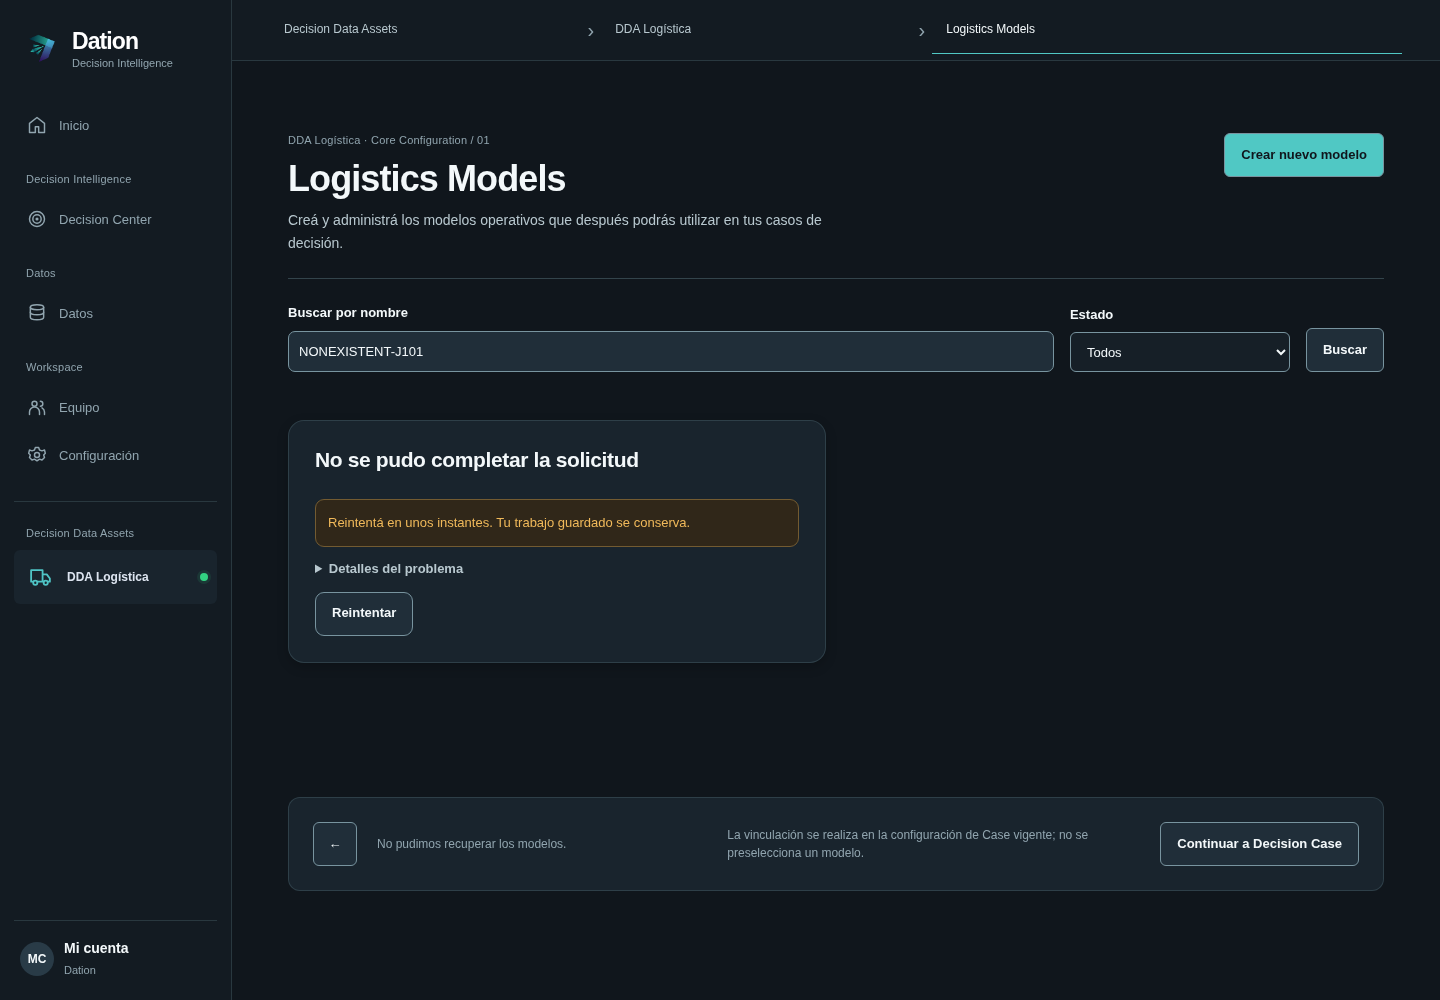 Dation
Decision Intelligence
Inicio
Decision Intelligence
Decision Center
Datos
Datos
Workspace
Equipo
Configuración
Decision Data Assets
DDA Logística
MC
Mi cuenta
Dation
Decision Data Assets › DDA Logística › Logistics Models
DDA Logística · Core Configuration / 01
Logistics Models
Creá y administrá los modelos operativos que después podrás utilizar en tus casos de
decisión.
Crear nuevo modelo
Buscar por nombre
NONEXISTENT-J101
Estado
Todos
Buscar
No se pudo completar la solicitud
Reintentá en unos instantes. Tu trabajo guardado se conserva.
▶ Detalles del problema
Reintentar
←
No pudimos recuperar los modelos.
La vinculación se realiza en la configuración de Case vigente; no se
preselecciona un modelo.
Continuar a Decision Case